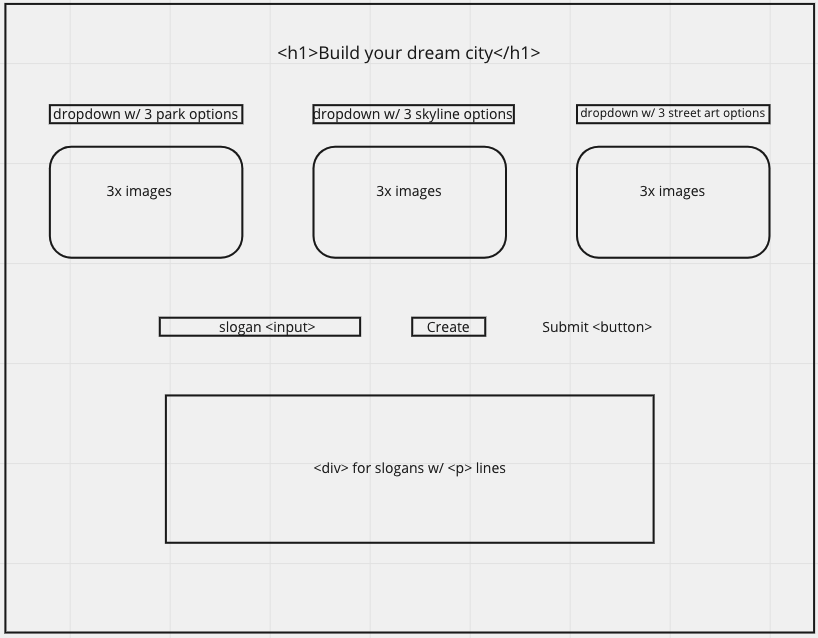 <h1>Build your dream city</h1>
dropdown w/ 3 park options
dropdown w/ 3 skyline options
dropdown w/ 3 street art options
3x images
3x images
3x images
slogan <input>
Create
Submit <button>
<div> for slogans w/ <p> lines